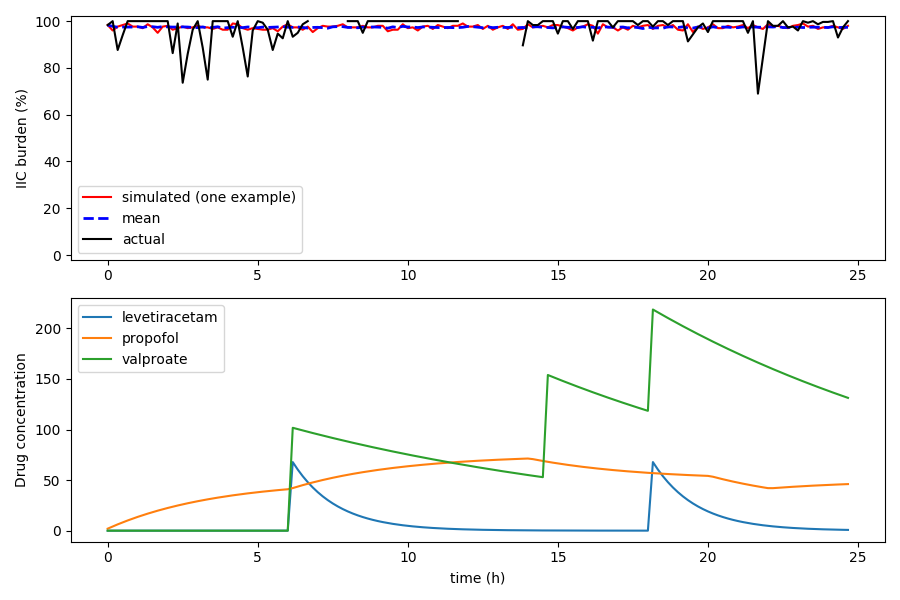 100
80
60
40
20
0
IIC burden (%)
simulated (one example)
mean
actual
0 5 10 15 20 25
200
150
100
50
0
Drug concentration
levetiracetam
propofol
valproate
0 5 10 15 20 25
time (h)